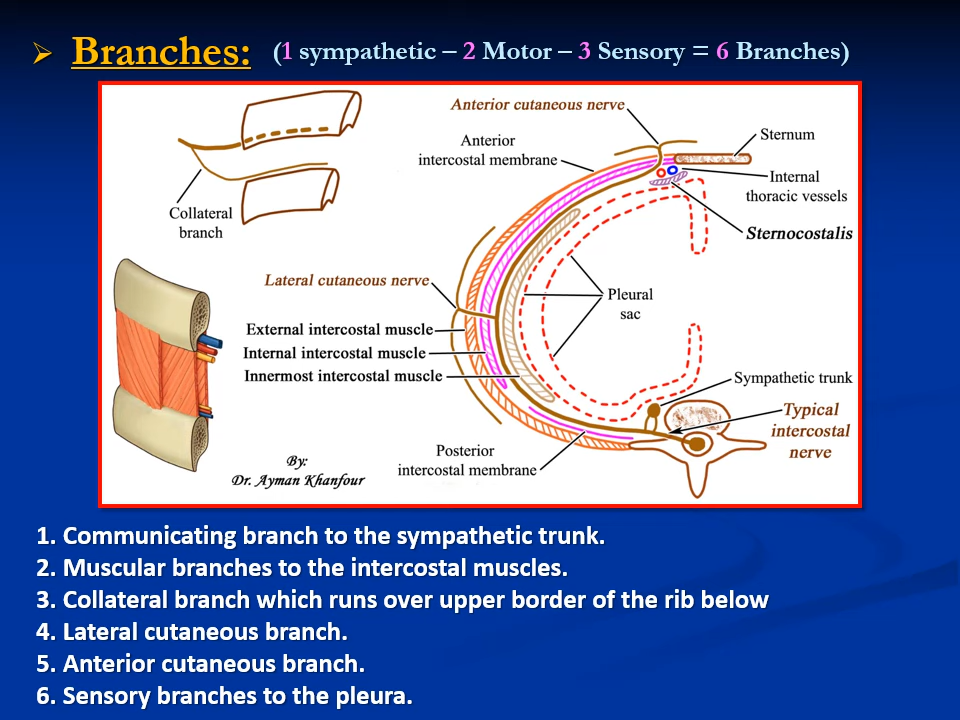 Branches: (1 sympathetic – 2 Motor – 3 Sensory = 6 Branches)
Anterior cutaneous nerve
Anterior
intercostal membrane
Sternum
Internal
thoracic vessels
Sternocostalis
Collateral
branch
Lateral cutaneous nerve
Pleural
sac
External intercostal muscle
Internal intercostal muscle
Innermost intercostal muscle
Sympathetic trunk
Typical
intercostal
nerve
Posterior
intercostal membrane
By:
Dr. Ayman Khanfour
1. Communicating branch to the sympathetic trunk.
2. Muscular branches to the intercostal muscles.
3. Collateral branch which runs over upper border of the rib below
4. Lateral cutaneous branch.
5. Anterior cutaneous branch.
6. Sensory branches to the pleura.